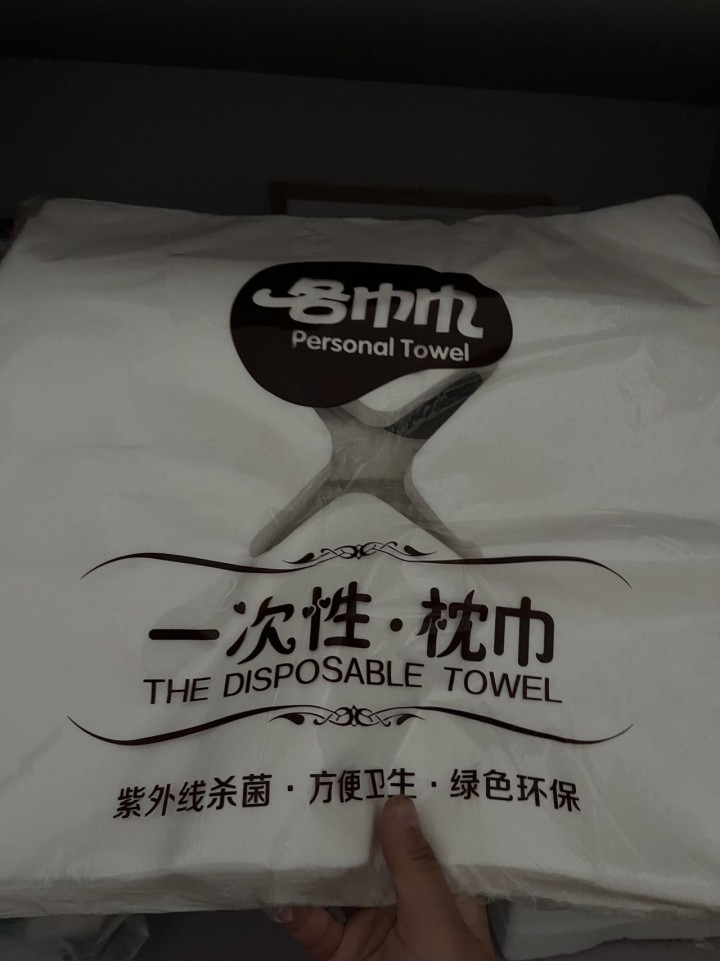 各巾巾
Personal Towel
一次性·枕巾
THE DISPOSABLE TOWEL
紫外线杀菌·方便卫生·绿色环保